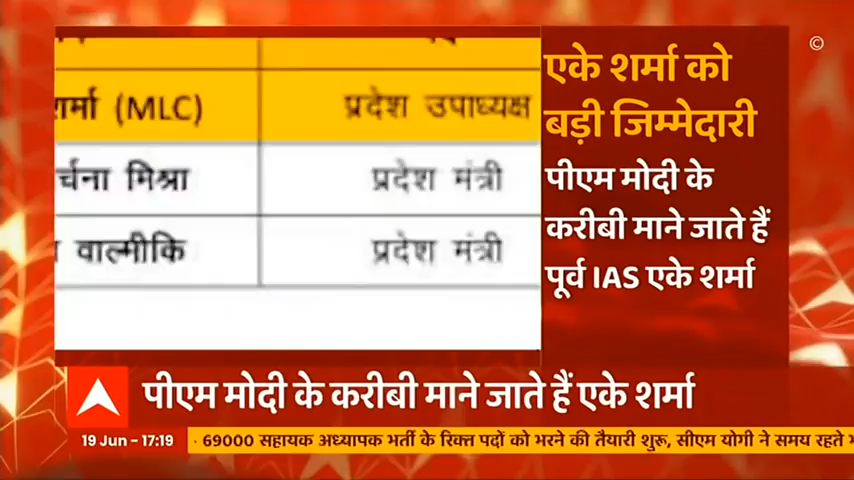 ©
शर्मा (MLC) प्रदेश उपाध्यक्ष
र्चना मिश्रा प्रदेश मंत्री
वाल्मीकि प्रदेश मंत्री
एके शर्मा को
बड़ी जिम्मेदारी
पीएम मोदी के
करीबी माने जाते हैं
पूर्व IAS एके शर्मा
पीएम मोदी के करीबी माने जाते हैं एके शर्मा
19 Jun - 17:19
69000 सहायक अध्यापक भर्ती के रिक्त पदों को भरने की तैयारी शुरू, सीएम योगी ने समय रहते